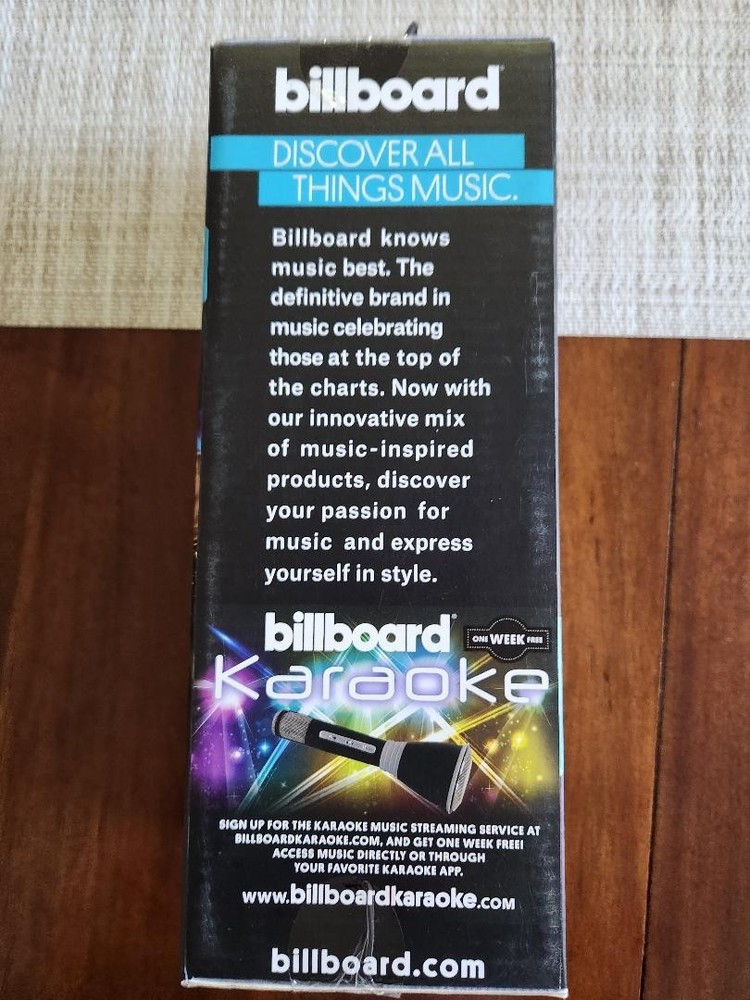 billboard
DISCOVER ALL
THINGS MUSIC.
Billboard knows
music best. The
definitive brand in
music celebrating
those at the top of
the charts. Now with
our innovative mix
of music-inspired
products, discover
your passion for
music and express
yourself in style.
billboard®
ONE WEEK FREE
Karaoke
SIGN UP FOR THE KARAOKE MUSIC STREAMING SERVICE AT
BILLBOARDKARAOKE.COM, AND GET ONE WEEK FREE!
ACCESS MUSIC DIRECTLY OR THROUGH
YOUR FAVORITE KARAOKE APP.
www.billboardkaraoke.COM
billboard.com